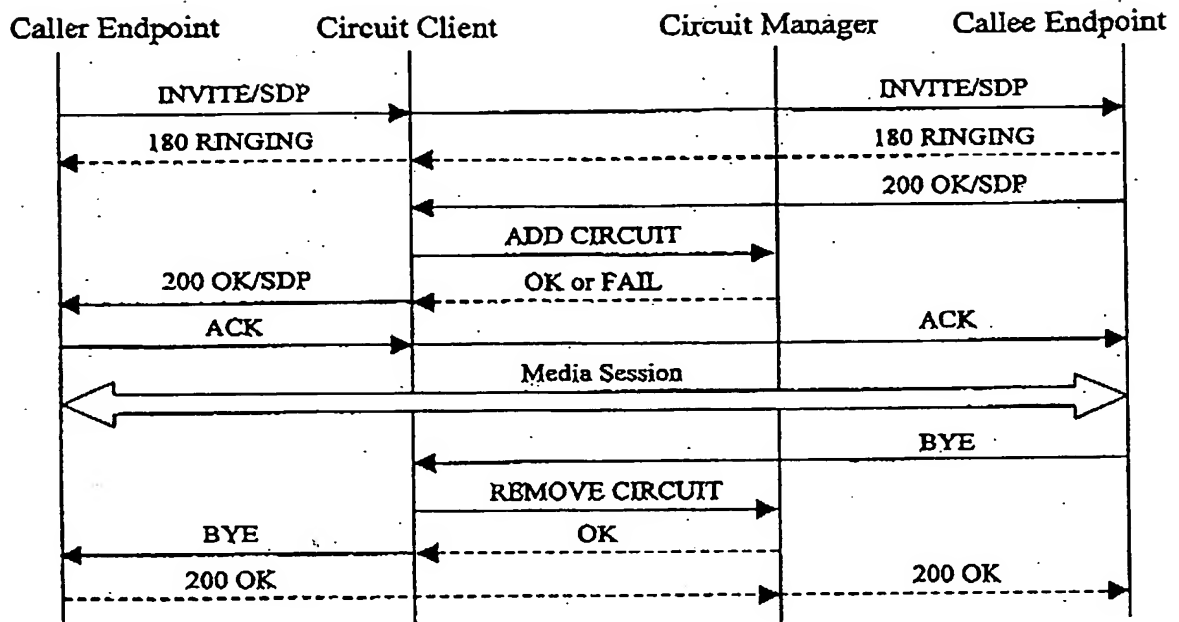 Caller Endpoint Circuit Client Circuit Manager Callee Endpoint
INVITE/SDP INVITE/SDP
180 RINGING 180 RINGING
200 OK/SDP
ADD CIRCUIT
200 OK/SDP OK or FAIL
ACK ACK
Media Session
BYE
REMOVE CIRCUIT
BYE OK
200 OK 200 OK